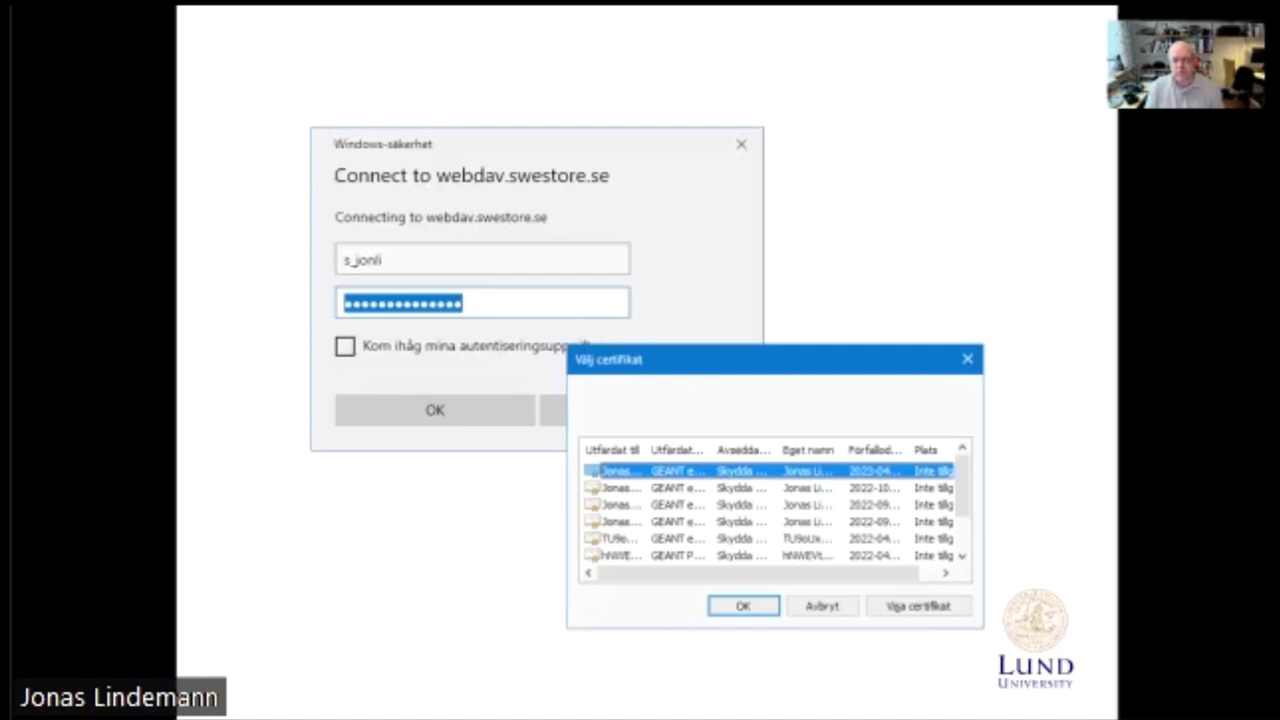 Windows-säkerhet
Connect to webdav.swestore.se
Connecting to webdav.swestore.se
s_jonli
Kom ihåg mina autentiseringsupp
OK
Välj certifikat
Utfärdat till Utfärdat... Avsedda... Eget namn Förfallod... Plats
Jonas... GEANT e... Skydda ... Jonas Li... 2023-04... Inte tillg
Jonas... GEANT e... Skydda ... Jonas Li... 2022-10... Inte tillg
Jonas... GEANT e... Skydda ... Jonas Li... 2022-09... Inte tillg
Jonas... GEANT e... Skydda ... Jonas Li... 2022-09... Inte tillg
GEANT e... Skydda ... 2022-04... Inte tillg
GEANT P... Skydda ... 2022-04... Inte tillg
OK Avbryt Visa certifikat
LUND
UNIVERSITY
Jonas Lindemann